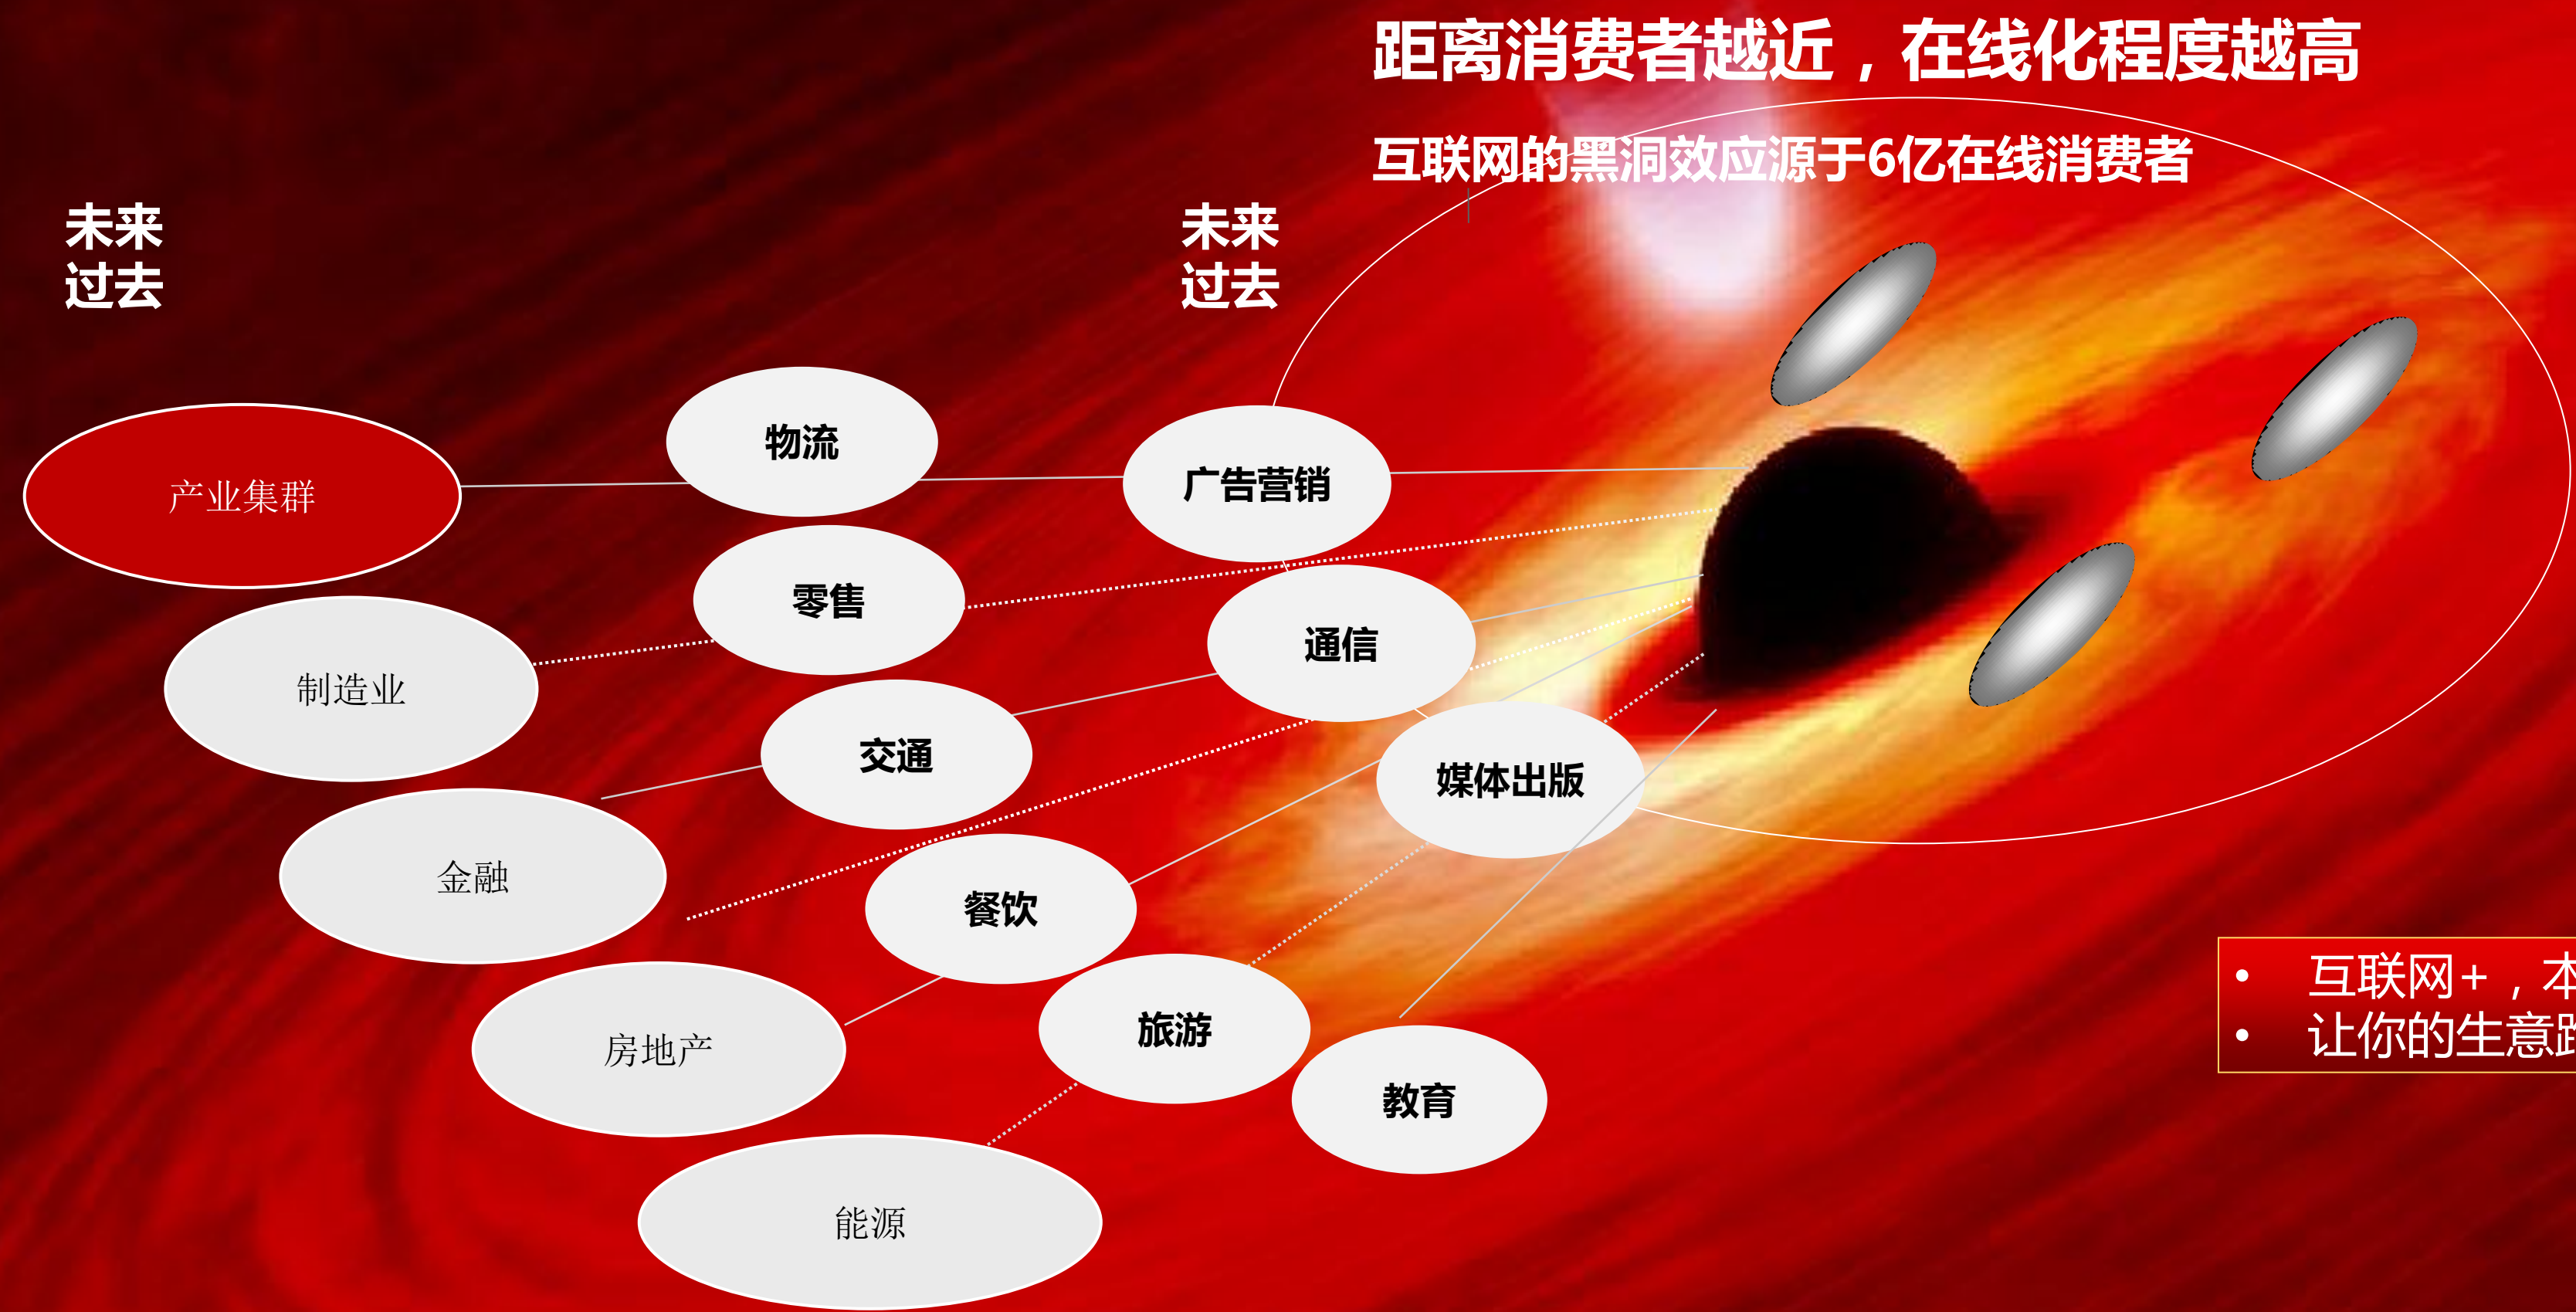 距离消费者越近，在线化程度越高
互联网的黑洞效应源于6亿在线消费者
未来
过去
未来
过去
物流
广告营销
产业集群
零售
通信
制造业
交通
媒体出版
金融
餐饮
旅游
房地产
教育
能源
• 互联网+，本
• 让你的生意